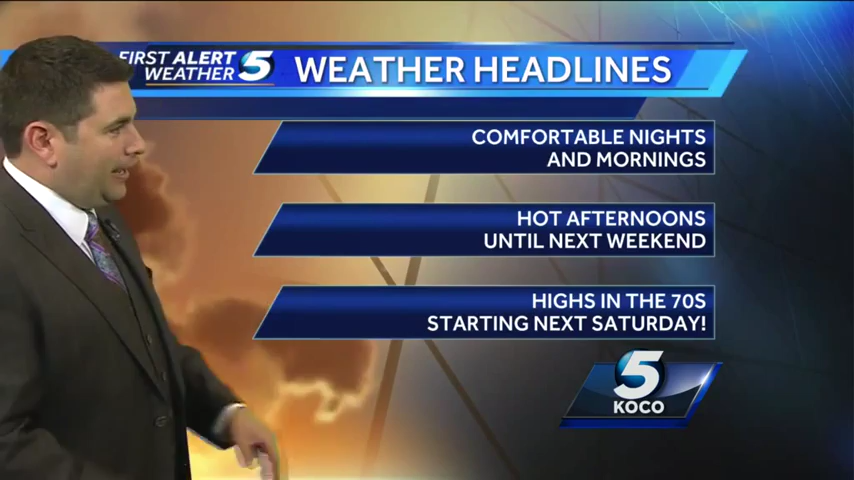 FIRST ALERT
WEATHER 5
WEATHER HEADLINES
COMFORTABLE NIGHTS
AND MORNINGS
HOT AFTERNOONS
UNTIL NEXT WEEKEND
HIGHS IN THE 70S
STARTING NEXT SATURDAY!
5
KOCO